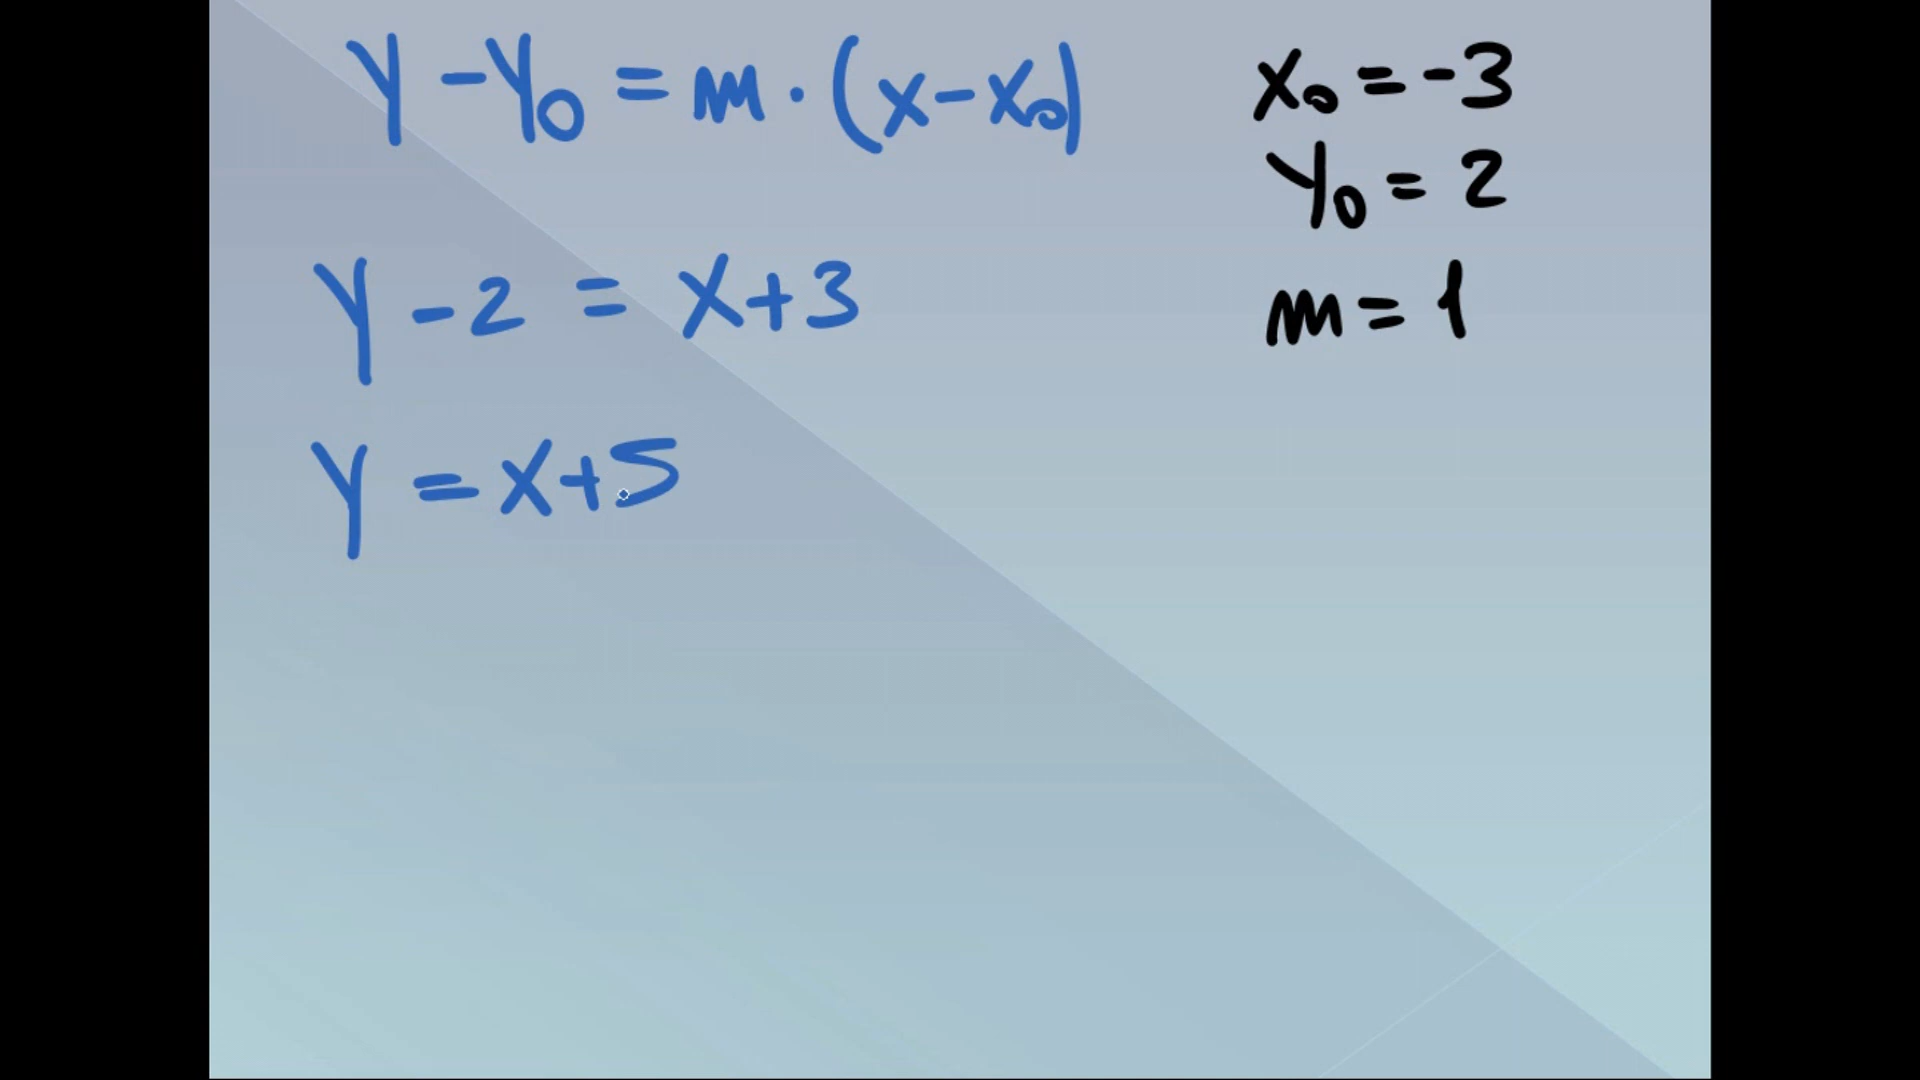 y - y₀ = m · (x - x₀)
x₀ = -3
y₀ = 2
y - 2 = x + 3
m = 1
y = x + 5